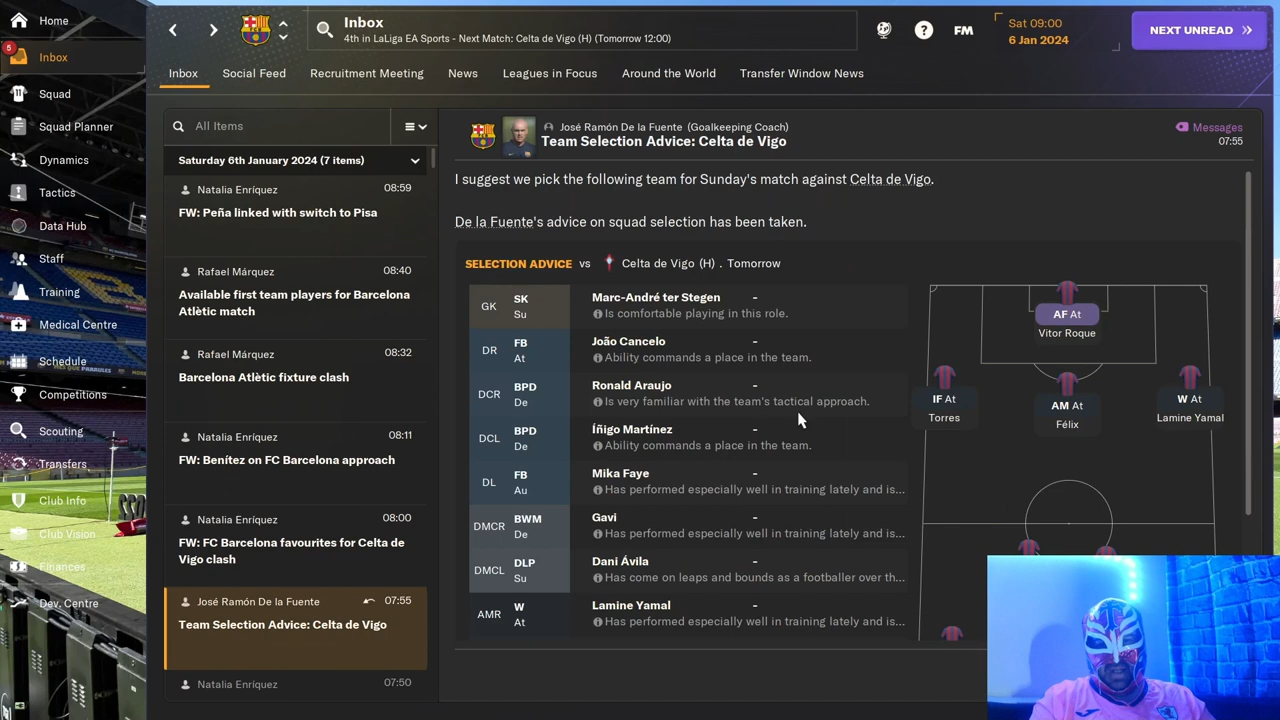 Home
5
Inbox
Squad
Squad Planner
Dynamics
Tactics
Data Hub
Staff
Training
Medical Centre
Schedule
Competitions
Scouting
Transfers
Club Info
Club Vision
Finances
Dev. Centre
Inbox
4th in LaLiga EA Sports - Next Match: Celta de Vigo (H) (Tomorrow 12:00)
?
FM
Sat 09:00
6 Jan 2024
NEXT UNREAD
Inbox
Social Feed
Recruitment Meeting
News
Leagues in Focus
Around the World
Transfer Window News
All Items
Saturday 6th January 2024 (7 items)
Natalia Enríquez 08:59
FW: Peña linked with switch to Pisa
Rafael Márquez 08:40
Available first team players for Barcelona
Atlètic match
Rafael Márquez 08:32
Barcelona Atlètic fixture clash
Natalia Enríquez 08:11
FW: Benítez on FC Barcelona approach
Natalia Enríquez 08:00
FW: FC Barcelona favourites for Celta de
Vigo clash
José Ramón De la Fuente 07:55
Team Selection Advice: Celta de Vigo
Natalia Enríquez 07:50
José Ramón De la Fuente (Goalkeeping Coach)
Team Selection Advice: Celta de Vigo
Messages
07:55
I suggest we pick the following team for Sunday's match against Celta de Vigo.
De la Fuente's advice on squad selection has been taken.
SELECTION ADVICE vs Celta de Vigo (H) . Tomorrow
GK SK Su Marc-André ter Stegen -
Is comfortable playing in this role.
DR FB At João Cancelo -
Ability commands a place in the team.
DCR BPD De Ronald Araujo -
Is very familiar with the team's tactical approach.
DCL BPD De Íñigo Martínez -
Ability commands a place in the team.
DL FB Au Mika Faye -
Has performed especially well in training lately and is...
DMCR BWM De Gavi -
Has performed especially well in training lately and is...
DMCL DLP Su Dani Ávila -
Has come on leaps and bounds as a footballer over th...
AMR W At Lamine Yamal -
Has performed especially well in training lately and is...
AF At
Vitor Roque
IF At
Torres
AM At
Félix
W At
Lamine Yamal